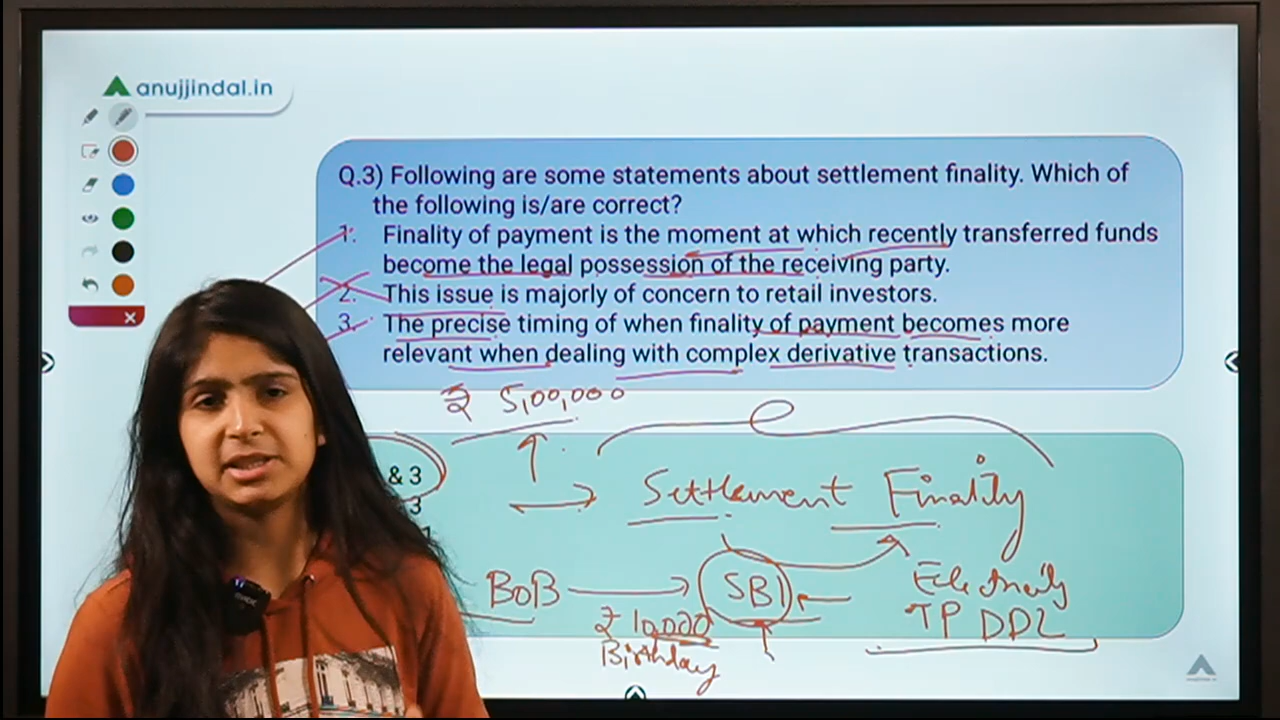 anujjindal.in
Q.3) Following are some statements about settlement finality. Which of
the following is/are correct?
1. Finality of payment is the moment at which recently transferred funds
become the legal possession of the receiving party.
2. This issue is majorly of concern to retail investors.
3. The precise timing of when finality of payment becomes more
relevant when dealing with complex derivative transactions.
₹ 5,00,000
& 3
3
Settlement Finality
BoB SBI
₹ 10,000
TP DDL
Birthday